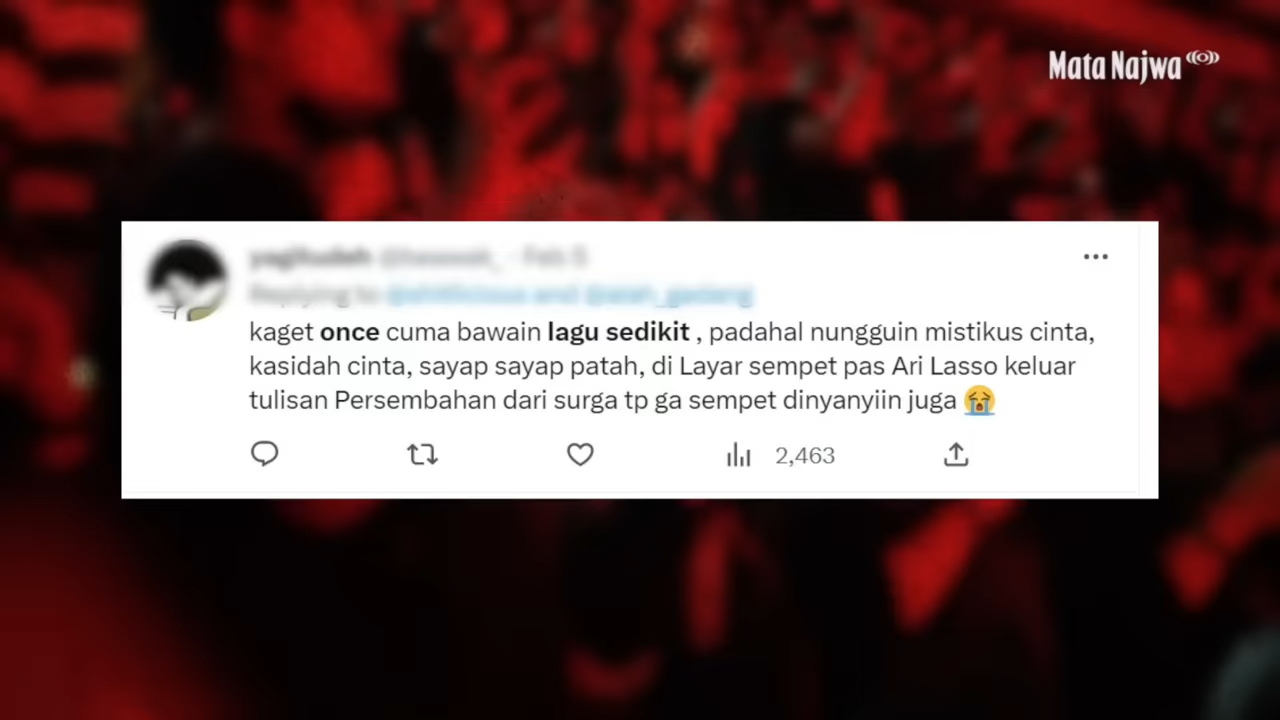 Mata Najwa
kaget once cuma bawain lagu sedikit , padahal nungguin mistikus cinta,
kasidah cinta, sayap sayap patah, di Layar sempet pas Ari Lasso keluar
tulisan Persembahan dari surga tp ga sempet dinyanyiin juga 😭
2,463